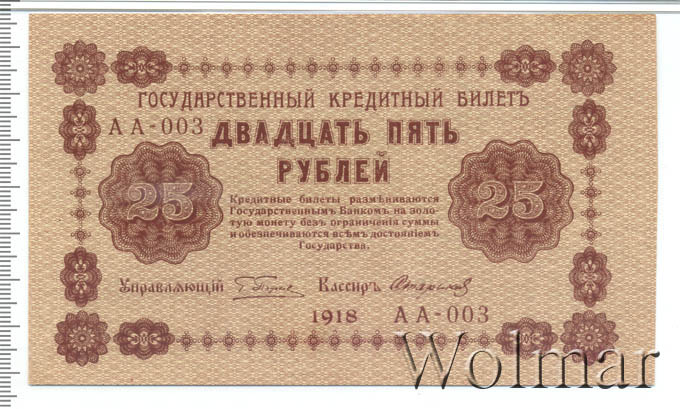 ГОСУДАРСТВЕННЫЙ КРЕДИТНЫЙ БИЛЕТЪ
АА-003
ДВАДЦАТЬ ПЯТЬ
РУБЛЕЙ
25
25
Кредитные билеты размѣниваются
Государственнымъ Банкомъ на золо-
тую монету безъ ограниченія суммы
и обезпечиваются всѣмъ достояніемъ
Государства.
Управляющій
Кассиръ
1918
АА-003
Wolmar